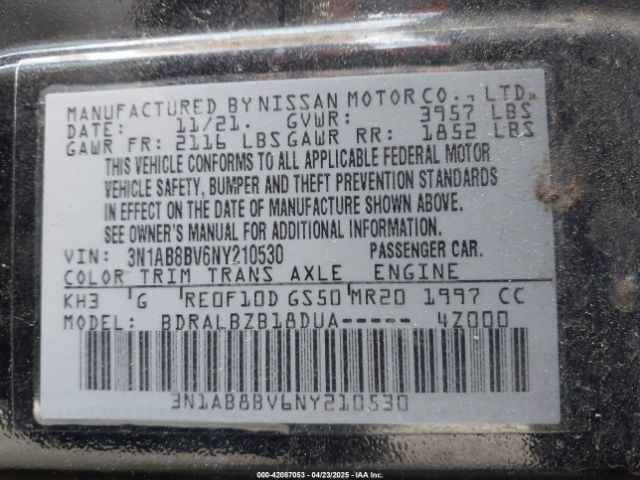 MANUFACTURED BY NISSAN MOTOR CO., LTD.
DATE: 11/21. GVWR: 3957 LBS
GAWR FR: 2116 LBS GAWR RR: 1852 LBS
THIS VEHICLE CONFORMS TO ALL APPLICABLE FEDERAL MOTOR
VEHICLE SAFETY, BUMPER AND THEFT PREVENTION STANDARDS
IN EFFECT ON THE DATE OF MANUFACTURE SHOWN ABOVE.
SEE OWNER'S MANUAL FOR ADDITIONAL INFORMATION.
VIN: 3N1AB8BV6NY210530 PASSENGER CAR.
COLOR TRIM TRANS AXLE ENGINE
KH3 G RE0F10D GS50 MR20 1997 CC
MODEL: BDRALBZB18DUA----- 4Z000
3N1AB8BV6NY210530
000-42087053 - 04/23/2025 - IAA Inc.